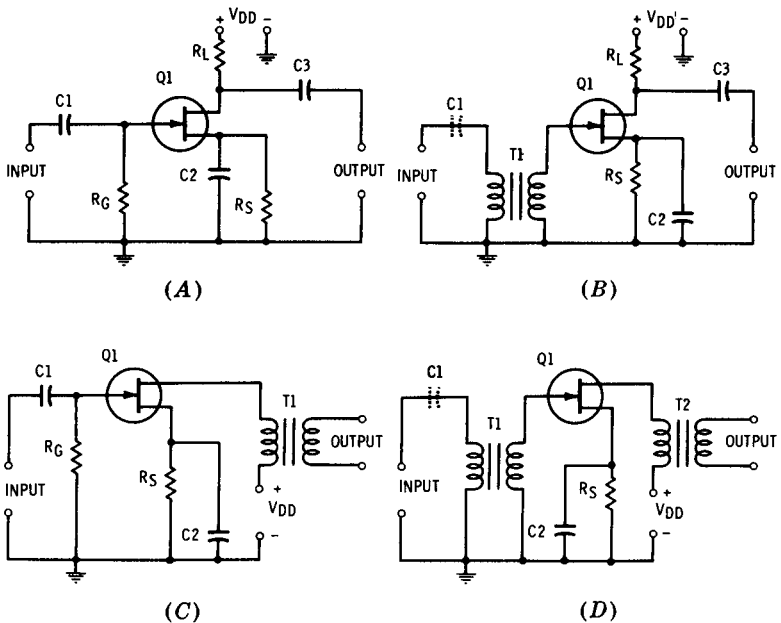 + VDD -
RL
Q1
C1
C3
INPUT
RG
C2
RS
OUTPUT
(A)
+ VDD' -
RL
Q1
C1
C3
INPUT
T1
RS
C2
OUTPUT
(B)
Q1
C1
RG
INPUT
RS
C2
T1
OUTPUT
+
VDD
-
(C)
Q1
C1
INPUT
T1
C2
RS
T2
OUTPUT
+
VDD
-
(D)